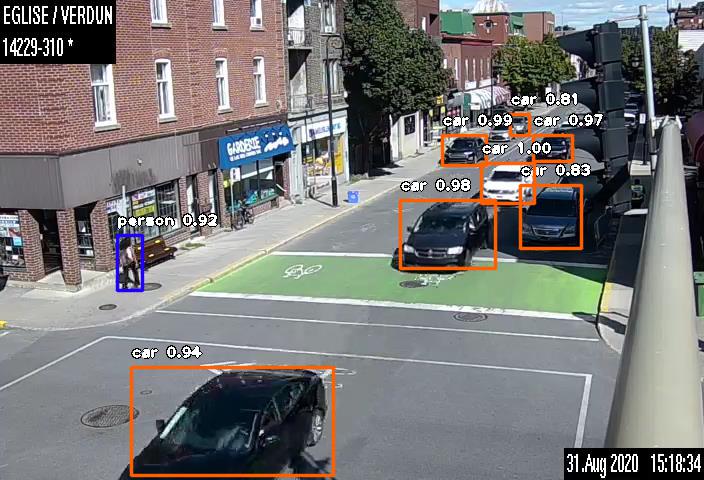 EGLISE / VERDUN
14229-310 *
car 0.81
car 0.99
car 0.97
car 1.00
car 0.83
car 0.98
GARDERIE
person 0.92
car 0.94
31.Aug 2020 15:18:34